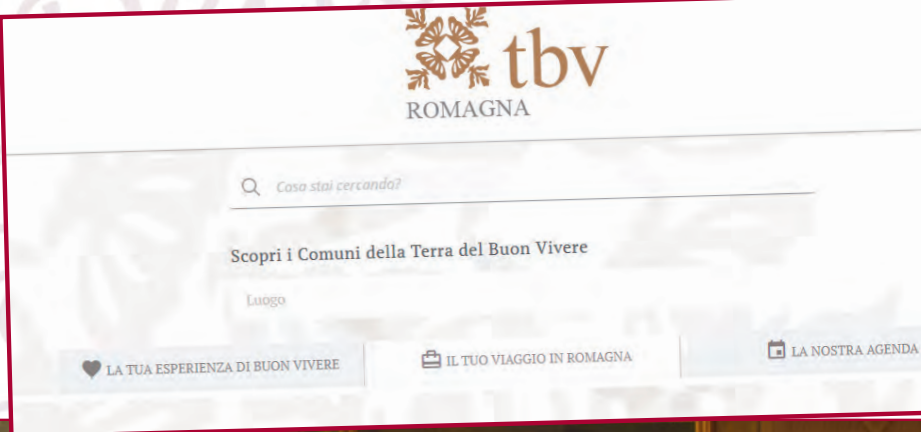 tbv
ROMAGNA
Cosa stai cercando?
Scopri i Comuni della Terra del Buon Vivere
Luogo
LA TUA ESPERIENZA DI BUON VIVERE
IL TUO VIAGGIO IN ROMAGNA
LA NOSTRA AGENDA